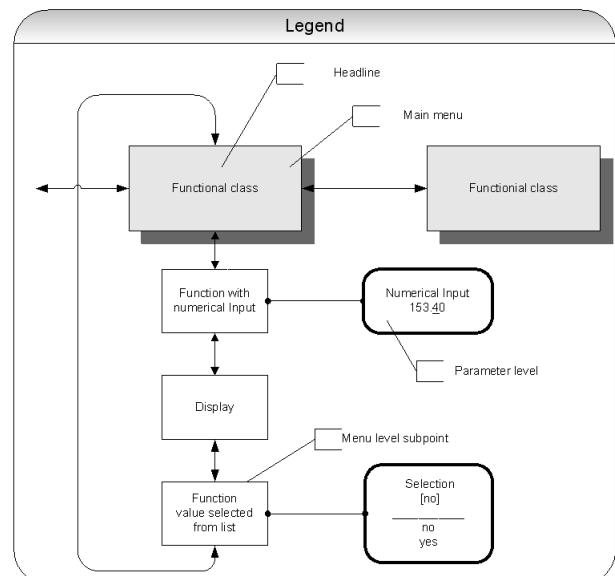 Legend
Headline
Main menu
Functional class
Functionial class
Function with
numerical Input
Numerical Input
153.40
Parameter level
Display
Menu level subpoint
Function
value selected
from list
Selection
[no]
no
yes